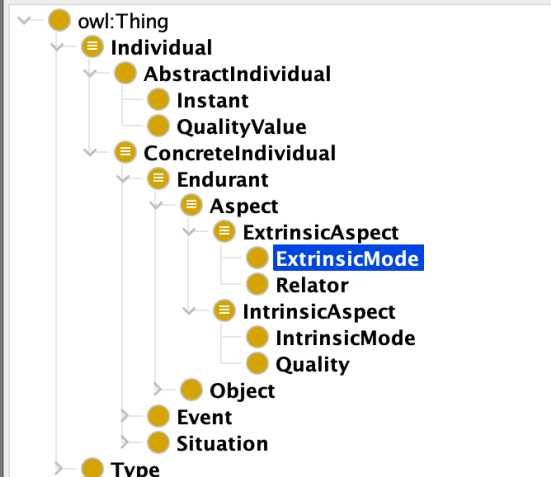 owl:Thing
Individual
AbstractIndividual
Instant
QualityValue
ConcreteIndividual
Endurant
Aspect
ExtrinsicAspect
ExtrinsicMode
Relator
IntrinsicAspect
IntrinsicMode
Quality
Object
Event
Situation
Type